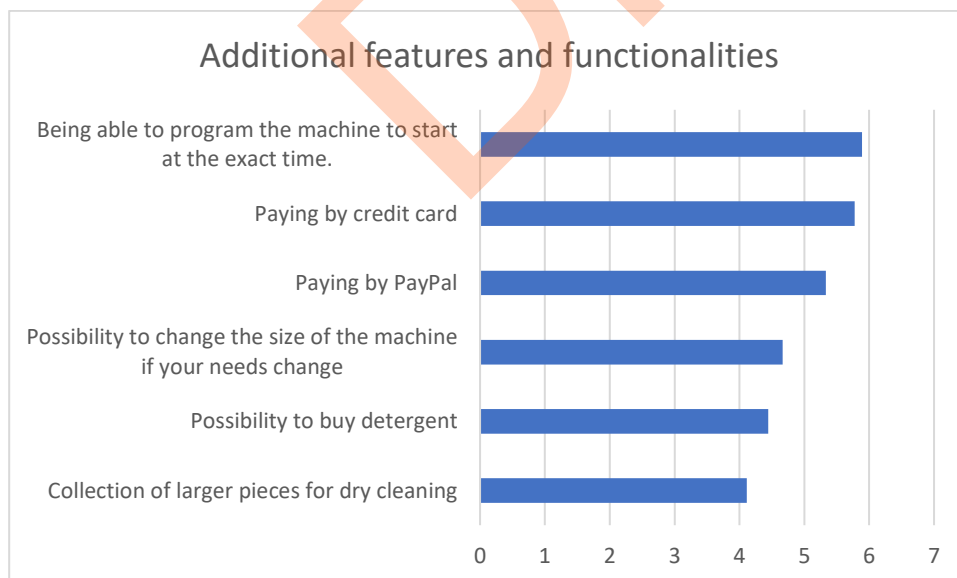 Additional features and functionalities
Being able to program the machine to start
at the exact time.
Paying by credit card
Paying by PayPal
Possibility to change the size of the machine
if your needs change
Possibility to buy detergent
Collection of larger pieces for dry cleaning
0 1 2 3 4 5 6 7